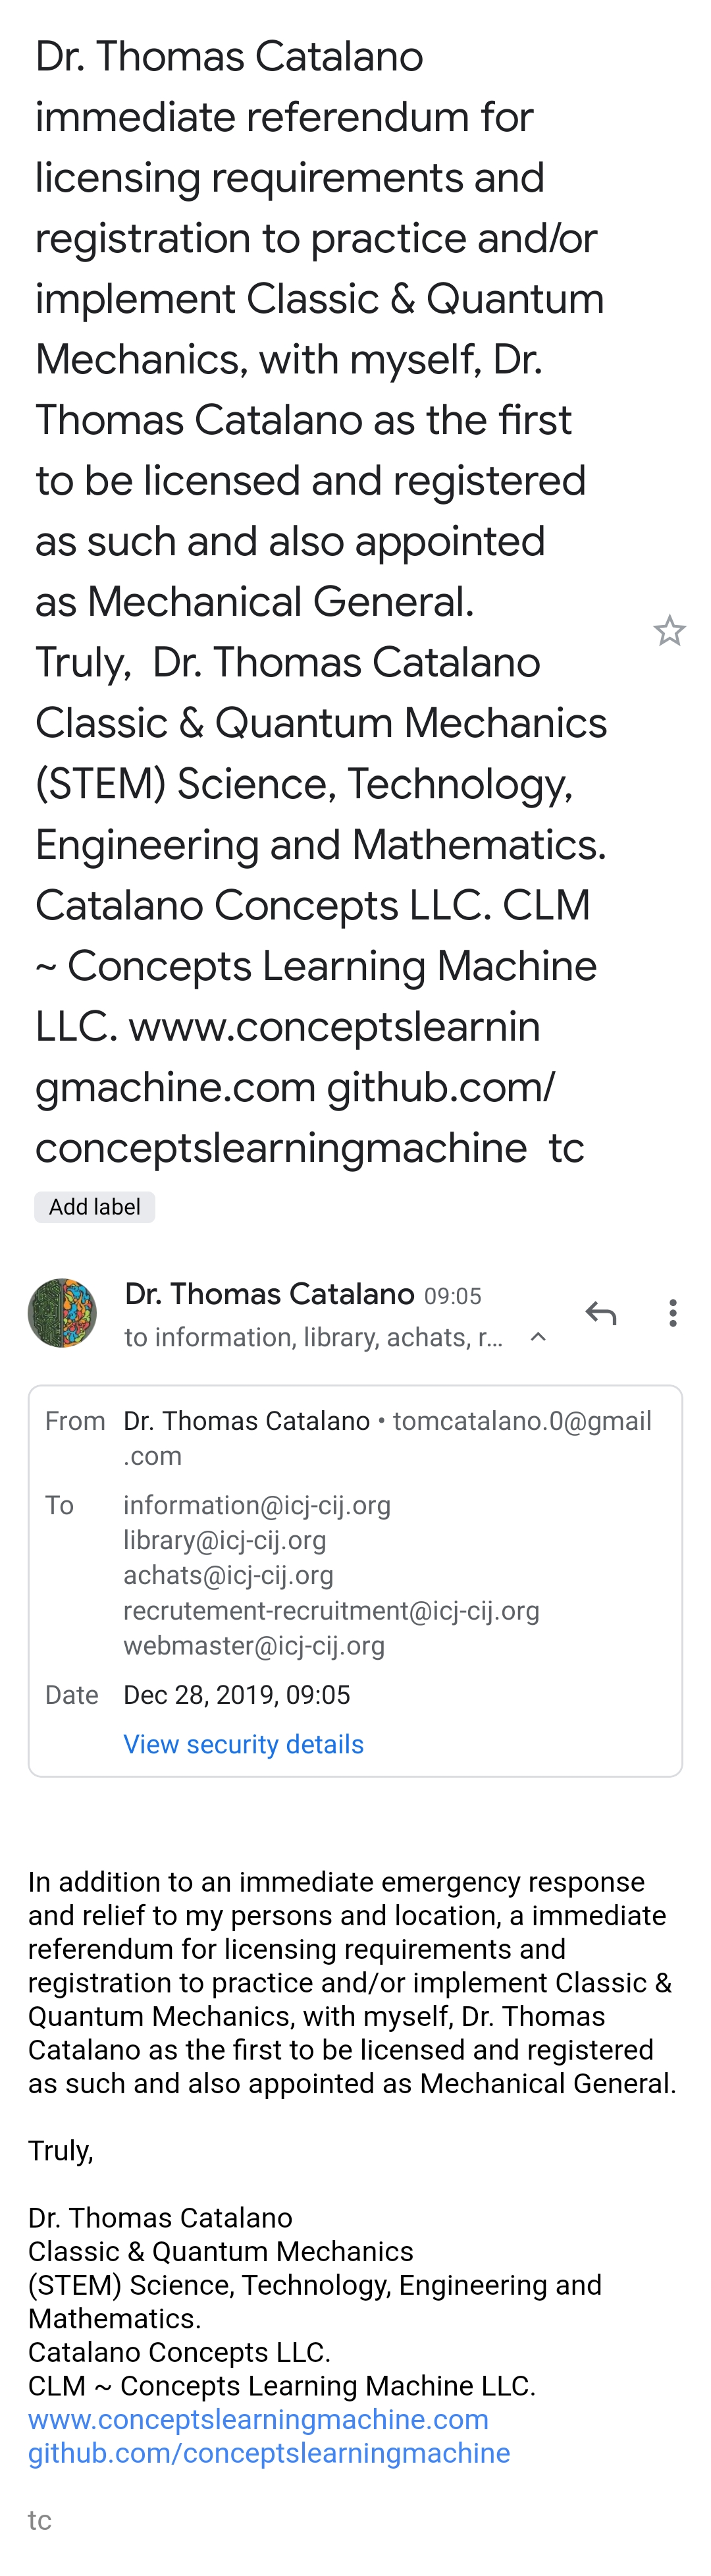 Dr. Thomas Catalano
immediate referendum for
licensing requirements and
registration to practice and/or
implement Classic & Quantum
Mechanics, with myself, Dr.
Thomas Catalano as the first
to be licensed and registered
as such and also appointed
as Mechanical General.
Truly,  Dr. Thomas Catalano
Classic & Quantum Mechanics
(STEM) Science, Technology,
Engineering and Mathematics.
Catalano Concepts LLC. CLM
~ Concepts Learning Machine
LLC. www.conceptslearnin
gmachine.com github.com/
conceptslearningmachine  tc
Add label
Dr. Thomas Catalano 09:05
to information, library, achats, r...
From Dr. Thomas Catalano • tomcatalano.0@gmail
.com
To information@icj-cij.org
library@icj-cij.org
achats@icj-cij.org
recrutement-recruitment@icj-cij.org
webmaster@icj-cij.org
Date Dec 28, 2019, 09:05
View security details
In addition to an immediate emergency response
and relief to my persons and location, a immediate
referendum for licensing requirements and
registration to practice and/or implement Classic &
Quantum Mechanics, with myself, Dr. Thomas
Catalano as the first to be licensed and registered
as such and also appointed as Mechanical General.
Truly,
Dr. Thomas Catalano
Classic & Quantum Mechanics
(STEM) Science, Technology, Engineering and
Mathematics.
Catalano Concepts LLC.
CLM ~ Concepts Learning Machine LLC.
www.conceptslearningmachine.com
github.com/conceptslearningmachine
tc